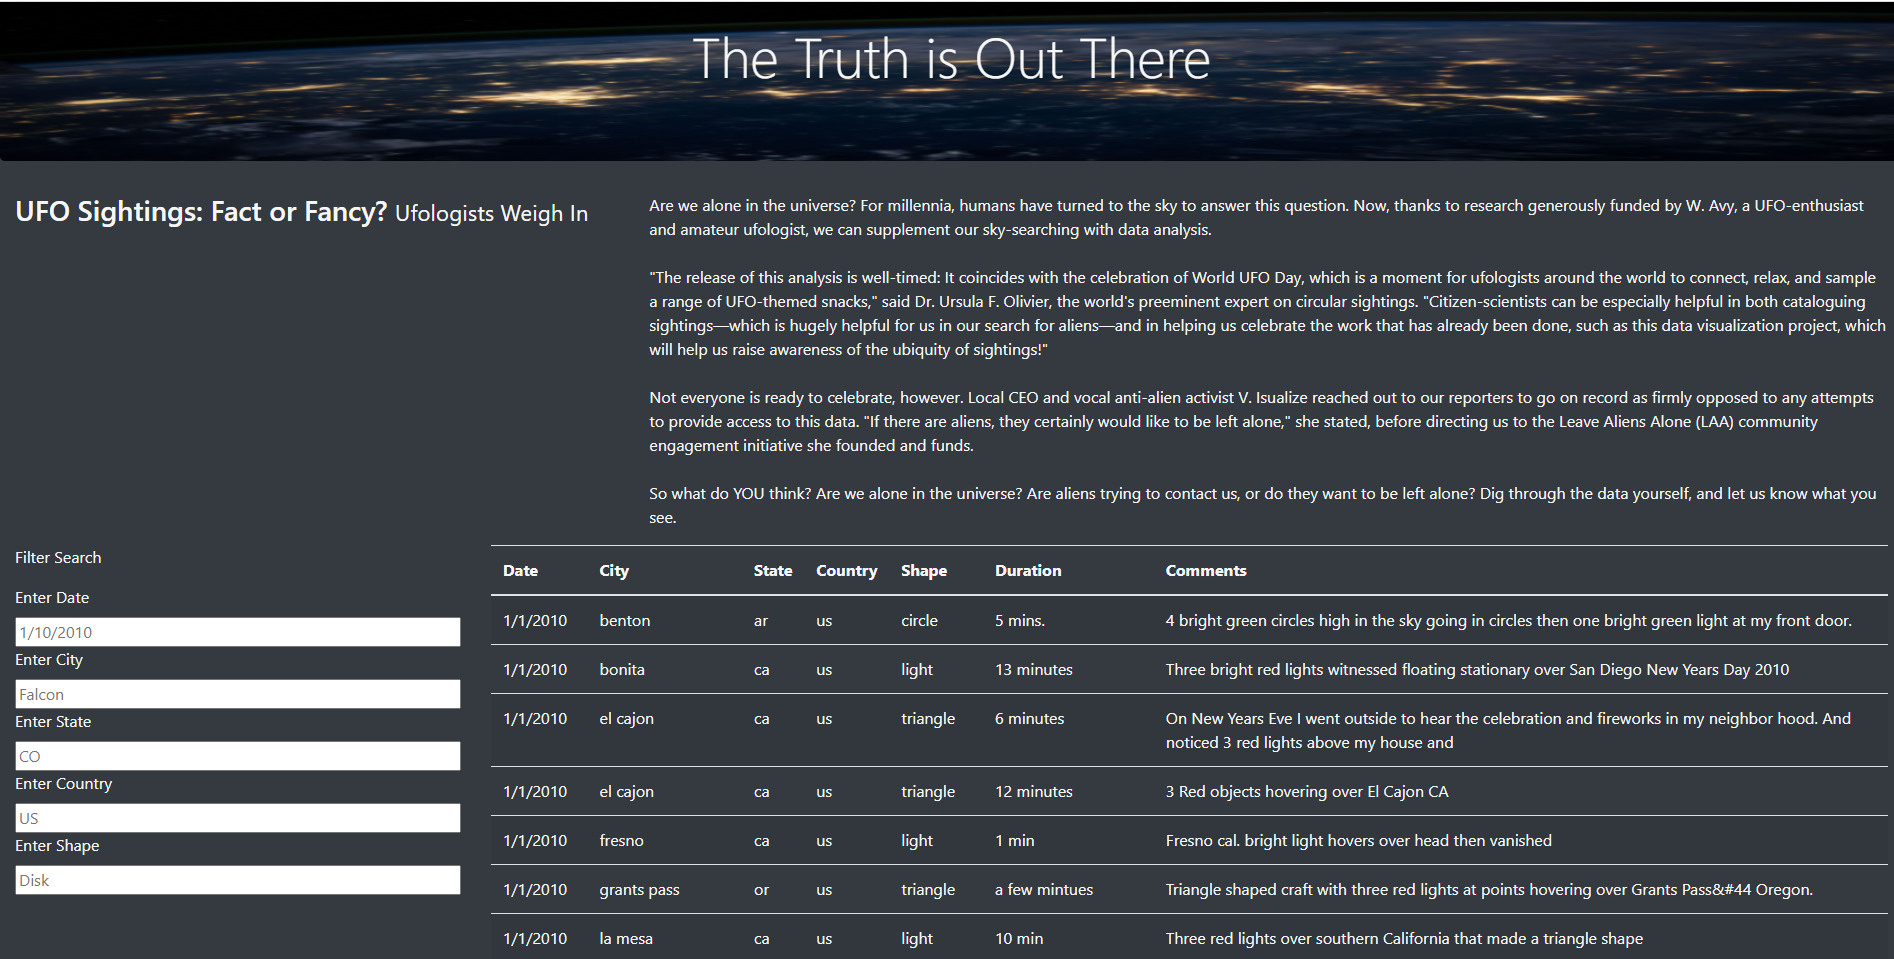 The Truth is Out There
UFO Sightings: Fact or Fancy? Ufologists Weigh In
Are we alone in the universe? For millennia, humans have turned to the sky to answer this question. Now, thanks to research generously funded by W. Avy, a UFO-enthusiast
and amateur ufologist, we can supplement our sky-searching with data analysis.
"The release of this analysis is well-timed: It coincides with the celebration of World UFO Day, which is a moment for ufologists around the world to connect, relax, and sample
a range of UFO-themed snacks," said Dr. Ursula F. Olivier, the world's preeminent expert on circular sightings. "Citizen-scientists can be especially helpful in both cataloguing
sightings—which is hugely helpful for us in our search for aliens—and in helping us celebrate the work that has already been done, such as this data visualization project, which
will help us raise awareness of the ubiquity of sightings!"
Not everyone is ready to celebrate, however. Local CEO and vocal anti-alien activist V. Isualize reached out to our reporters to go on record as firmly opposed to any attempts
to provide access to this data. "If there are aliens, they certainly would like to be left alone," she stated, before directing us to the Leave Aliens Alone (LAA) community
engagement initiative she founded and funds.
So what do YOU think? Are we alone in the universe? Are aliens trying to contact us, or do they want to be left alone? Dig through the data yourself, and let us know what you
see.
Filter Search
Enter Date
1/10/2010
Enter City
Falcon
Enter State
CO
Enter Country
US
Enter Shape
Disk
Date City State Country Shape Duration Comments
1/1/2010 benton ar us circle 5 mins. 4 bright green circles high in the sky going in circles then one bright green light at my front door.
1/1/2010 bonita ca us light 13 minutes Three bright red lights witnessed floating stationary over San Diego New Years Day 2010
1/1/2010 el cajon ca us triangle 6 minutes On New Years Eve I went outside to hear the celebration and fireworks in my neighbor hood. And
noticed 3 red lights above my house and
1/1/2010 el cajon ca us triangle 12 minutes 3 Red objects hovering over El Cajon CA
1/1/2010 fresno ca us light 1 min Fresno cal. bright light hovers over head then vanished
1/1/2010 grants pass or us triangle a few mintues Triangle shaped craft with three red lights at points hovering over Grants Pass&#44 Oregon.
1/1/2010 la mesa ca us light 10 min Three red lights over southern California that made a triangle shape